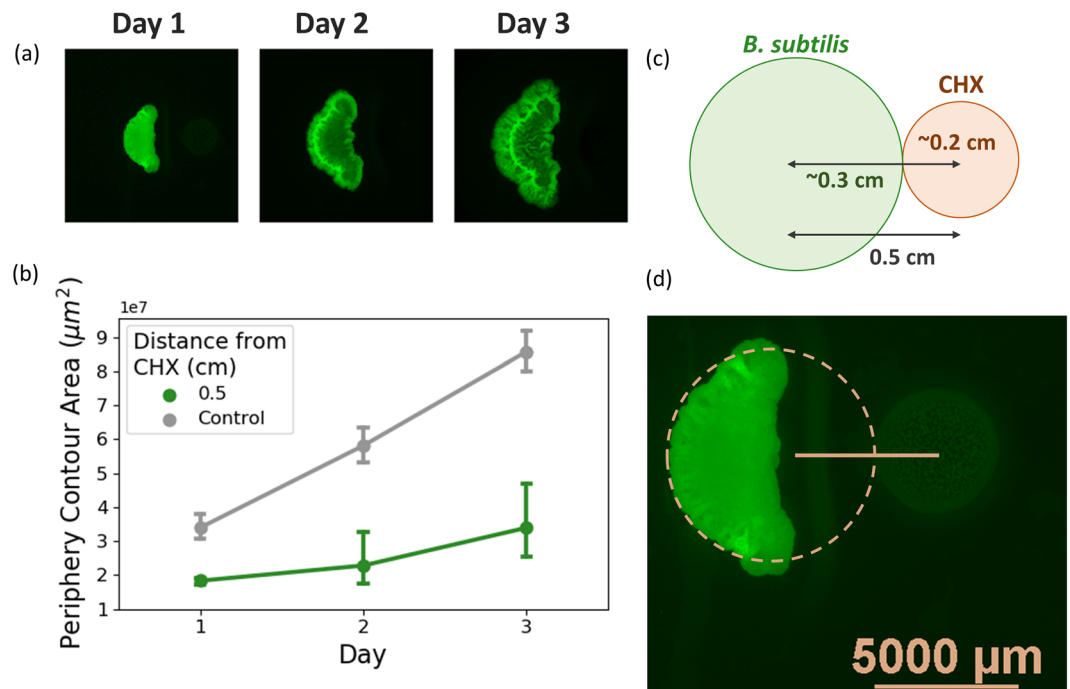 Day 1
Day 2
Day 3
(a)
(b)
1e7
Periphery Contour Area (μm²)
9
8
7
6
5
4
3
2
1
Distance from
CHX (cm)
0.5
Control
1
2
3
Day
(c)
B. subtilis
CHX
~0.2 cm
~0.3 cm
0.5 cm
(d)
5000 μm